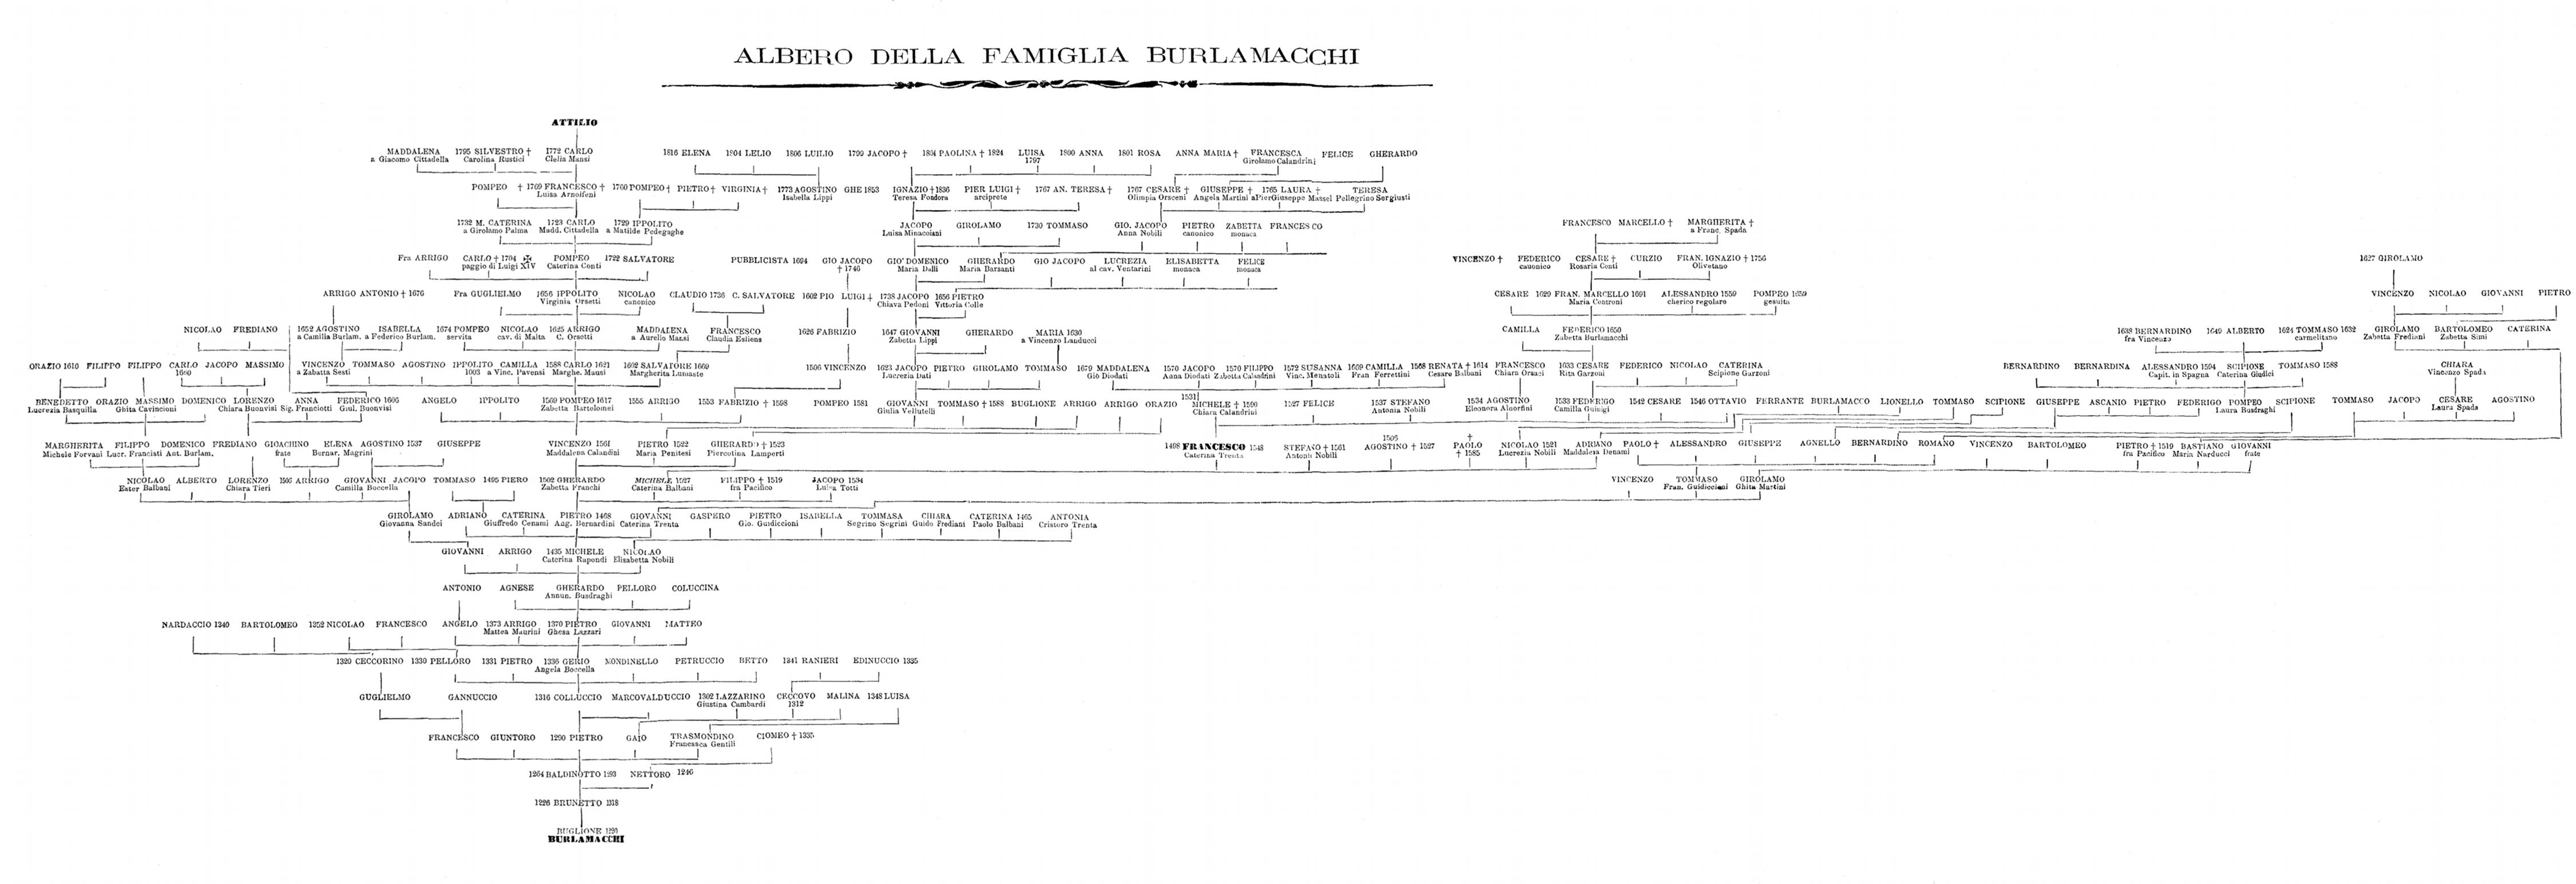 ALBERO DELLA FAMIGLIA BURLAMACCHI
ATTILIO
MADDALENA 1795 SILVESTRO † 1772 CARLO 1816 ELENA 1804 LELIO 1806 LUILIO 1799 JACOPO † 1804 PAOLINA † 1824 LUISA 1800 ANNA 1801 ROSA ANNA MARIA † FRANCESCA FELICE GHERARDO
a Giacomo Cittadella Carolina Rustici Clelia Mansi 1797 Girolamo Calandrini
POMPEO † 1769 FRANCESCO † 1760 POMPEO † PIETRO † VIRGINIA † 1773 AGOSTINO GHE 1853 IGNAZIO † 1836 PIER LUIGI † 1767 AN. TERESA † 1767 CESARE † GIUSEPPE † 1765 LAURA † TERESA
Luisa Arnolfeni Isabella Lippi Teresa Fondora arciprete Olimpia Orsceni Angela Martini a PierGiuseppe Massei Pellegrino Sergiusti
1732 M. CATERINA 1723 CARLO 1729 IPPOLITO JACOPO GIROLAMO 1730 TOMMASO GIO. JACOPO PIETRO ZABETTA FRANCESCO FRANCESCO MARCELLO † MARGHERITA †
a Girolamo Palma Madd. Cittadella a Matilde Pedegaghe Luisa Minacoiani Anna Nobili canonico monaca a Franc. Spada
Fra ARRIGO CARLO † 1704 ✠ POMPEO 1722 SALVATORE PUBBLICISTA 1694 GIO JACOPO GIO' DOMENICO GHERARDO GIO JACOPO LUCREZIA ELISABETTA FELICE VINCENZO † FEDERICO CESARE † CURZIO FRAN. IGNAZIO † 1756 1627 GIROLAMO
paggio di Luigi XIV Caterina Conti † 1746 Maria Dalli Maria Barsanti al cav. Venturini monaca monaca canonico Rosaria Conti Olivetano
ARRIGO ANTONIO † 1676 Fra GUGLIELMO 1656 IPPOLITO NICOLAO CLAUDIO 1736 C. SALVATORE 1602 PIO LUIGI † 1738 JACOPO 1656 PIETRO CESARE 1629 FRAN. MARCELLO 1691 ALESSANDRO 1559 POMPEO 1659 VINCENZO NICOLAO GIOVANNI PIETRO
Virginia Orsetti canonico Chiava Pedoni Vittoria Colle Maria Controni cherico regolare gesuita
NICOLAO FREDIANO 1652 AGOSTINO ISABELLA 1674 POMPEO NICOLAO 1625 ARRIGO MADDALENA FRANCESCO 1626 FABRIZIO 1647 GIOVANNI GHERARDO MARIA 1630 CAMILLA FEDERICO 1650 1638 BERNARDINO 1649 ALBERTO 1624 TOMMASO 1632 GIROLAMO BARTOLOMEO CATERINA
a Camilla Burlam. a Federico Burlam. servita cav. di Malta C. Orsetti a Aurelio Mansi Claudia Esliens Zabetta Lippi a Vincenzo Landucci Zabetta Burlamacchi fra Vincenzo carmelitano Zabetta Frediani Zabetta Simi
ORAZIO 1610 FILIPPO FILIPPO CARLO JACOPO MASSIMO VINCENZO TOMMASO AGOSTINO IPPOLITO CAMILLA 1588 CARLO 1621 1602 SALVATORE 1669 1506 VINCENZO 1623 JACOPO PIETRO GIROLAMO TOMMASO 1679 MADDALENA 1570 JACOPO 1570 FILIPPO 1572 SUSANNA 1609 CAMILLA 1568 RENATA † 1614 FRANCESCO 1633 CESARE FEDERICO NICOLAO CATERINA BERNARDINO BERNARDINA ALESSANDRO 1594 SCIPIONE TOMMASO 1588 CHIARA
1600 a Zabatta Sesti 1603 a Vinc. Pavensi Marghe. Mansi Margherita Lumaste Lucrezia Dati Gio Diodati Anna Diodati Zabetta Calandrini Vinc. Menstoli Fran Ferrettini Cesare Balbani Chiara Orsuci Rita Garzoni Scipione Garzoni Capit. in Spagna Caterina Giudici Vincenzo Spada
BENEDETTO ORAZIO MASSIMO DOMENICO LORENZO ANNA FEDERICO 1606 ANGELO IPPOLITO 1569 POMPEO 1617 1555 ARRIGO 1553 FABRIZIO † 1598 POMPEI 1581 GIOVANNI TOMMASO † 1588 BUGLIONE ARRIGO ARRIGO ORAZIO 1531 MICHELE † 1590 1527 FELICE 1537 STEFANO 1534 AGOSTINO 1533 FEDERIGO 1542 CESARE 1546 OTTAVIO FERRANTE BURLAMACCO LIONELLO TOMMASO SCIPIONE GIUSEPPE ASCANIO PIETRO FEDERIGO POMPEO SCIPIONE TOMMASO JACOPO CESARE AGOSTINO
Lucrezia Basquilla Ghita Cavincioni Chiara Buonvisi Sig. Franciotti Giul. Buonvisi Zabetta Bartolomei Giulia Vellutelli Chiara Calandrini Antonia Nobili Eleonora Aloorfini Camilla Guinigi Laura Busdraghi Laura Spada
MARGHERITA FILIPPO DOMENICO FREDIANO GIOACHINO ELENA AGOSTINO 1537 GIUSEPPE VINCENZO 1561 PIETRO 1522 GHERARDO † 1523 1498 FRANCESCO 1548 STEFANO † 1561 1506 AGOSTINO † 1527 † PAOLO NICOLAO 1521 ADRIANO PAOLO † ALESSANDRO GIUSEPPE AGNELLO BERNARDINO ROMANO VINCENZO BARTOLOMEO PIETRO † 1519 BASTIANO GIOVANNI
Michele Forvani Lucr. Franciati Ant. Burlam. frate Bernar. Magrini Maddalena Calandini Maria Penitesi Pierentina Lamperti Caterina Trenta Antonia Nobili † 1585 Lucrezia Nobili Maddalena Denami fra Pacifico Maria Narducci frate
NICOLAO ALBERTO LORENZO 1505 ARRIGO GIOVANNI JACOPO TOMMASO 1495 PIERO 1502 GHERARDO MICHELE 1527 FILIPPO † 1519 JACOPO 1534 VINCENZO TOMMASO GIROLAMO
Ester Balbani Chiara Tieri Camilla Boccella Zabetta Franchi Caterina Balbani fra Pacifico Luisa Totti Fran. Guidiccioni Ghita Martini
GIROLAMO ADRIANO CATERINA PIETRO 1468 GIOVANNI GASPERO PIETRO ISABELLA TOMMASA CHIARA CATERINA 1465 ANTONIA
Giovanna Sandei Giuffredo Cenami Ang. Bernardini Caterina Trenta Gio. Guidiccioni Segrino Segrini Guido Frediani Paolo Balbani Cristoro Trenta
GIOVANNI ARRIGO 1435 MICHELE NICOLAO
Caterina Rapondi Elisabetta Nobili
ANTONIO AGNESE GHERARDO PELLORO COLUCCINA
Annun. Busdraghi
NARDACCIO 1340 BARTOLOMEO 1352 NICOLAO FRANCESCO ANGELO 1373 ARRIGO 1370 PIETRO GIOVANNI MATTEO
Mattea Maurini Ghesa Lazzari
1320 CECCORINO 1330 PELLORO 1331 PIETRO 1336 GERIO MONDINELLO PETRUCCIO BETTO 1341 RANIERI EDINUCCIO 1335
Angela Boccella
GUGLIELMO GANNUCCIO 1316 COLLUCCIO MARCOVALDUCCIO 1302 LAZZARINO CECCOVO MALINA 1348 LUISA
Giustina Cambardi 1312
FRANCESCO GIUNTORO 1290 PIETRO GAIO TRASMONDINO CIOMEO † 1335
Francesca Gentili
1264 BALDINOTTO 1293 NETTORO 1246
1226 BRUNETTO 1318
BUGLIONE 1293
BURLAMACCHI